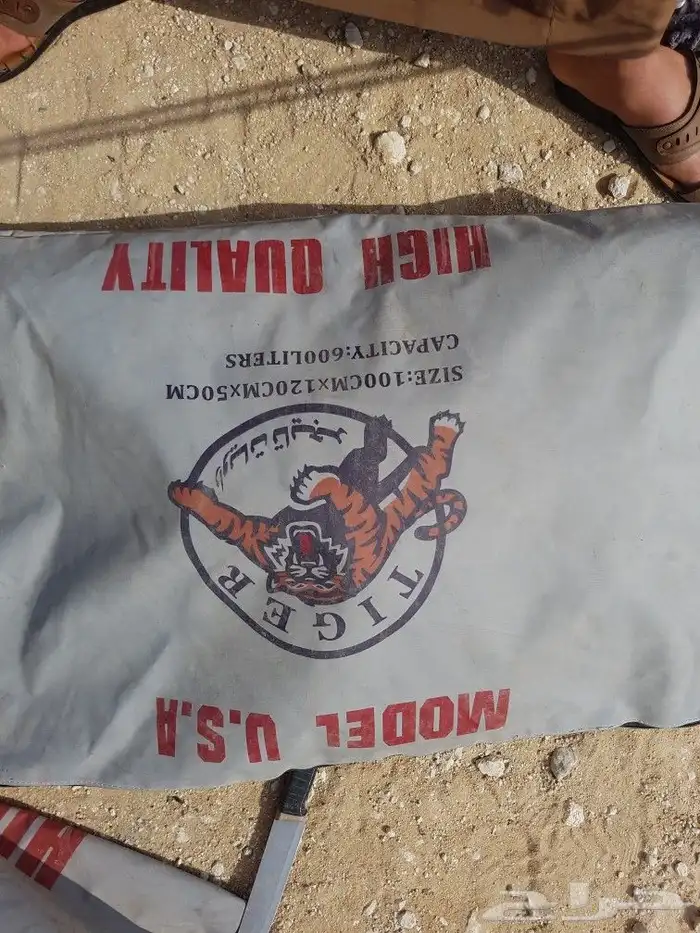 MODEL U.S.A
TIGER
SIZE:100CMx120CMx50CM
CAPACITY:600LITERS
HIGH QUALITY
حراج